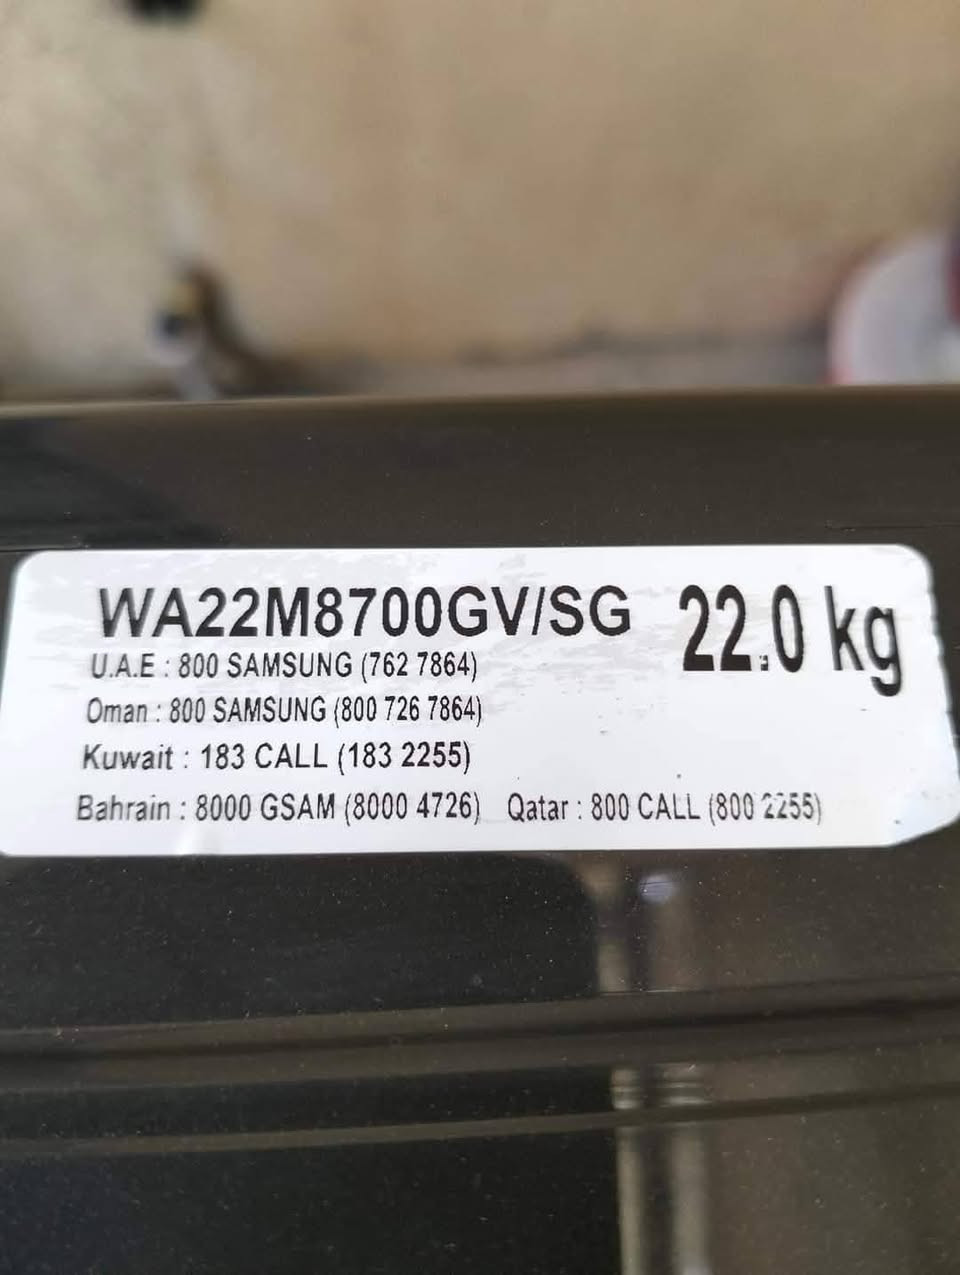 WA22M8700GV/SG 22.0 kg
U.A.E : 800 SAMSUNG (762 7864)
Oman : 800 SAMSUNG (800 726 7864)
Kuwait : 183 CALL (183 2255)
Bahrain : 8000 GSAM (8000 4726) Qatar : 800 CALL (800 2255)